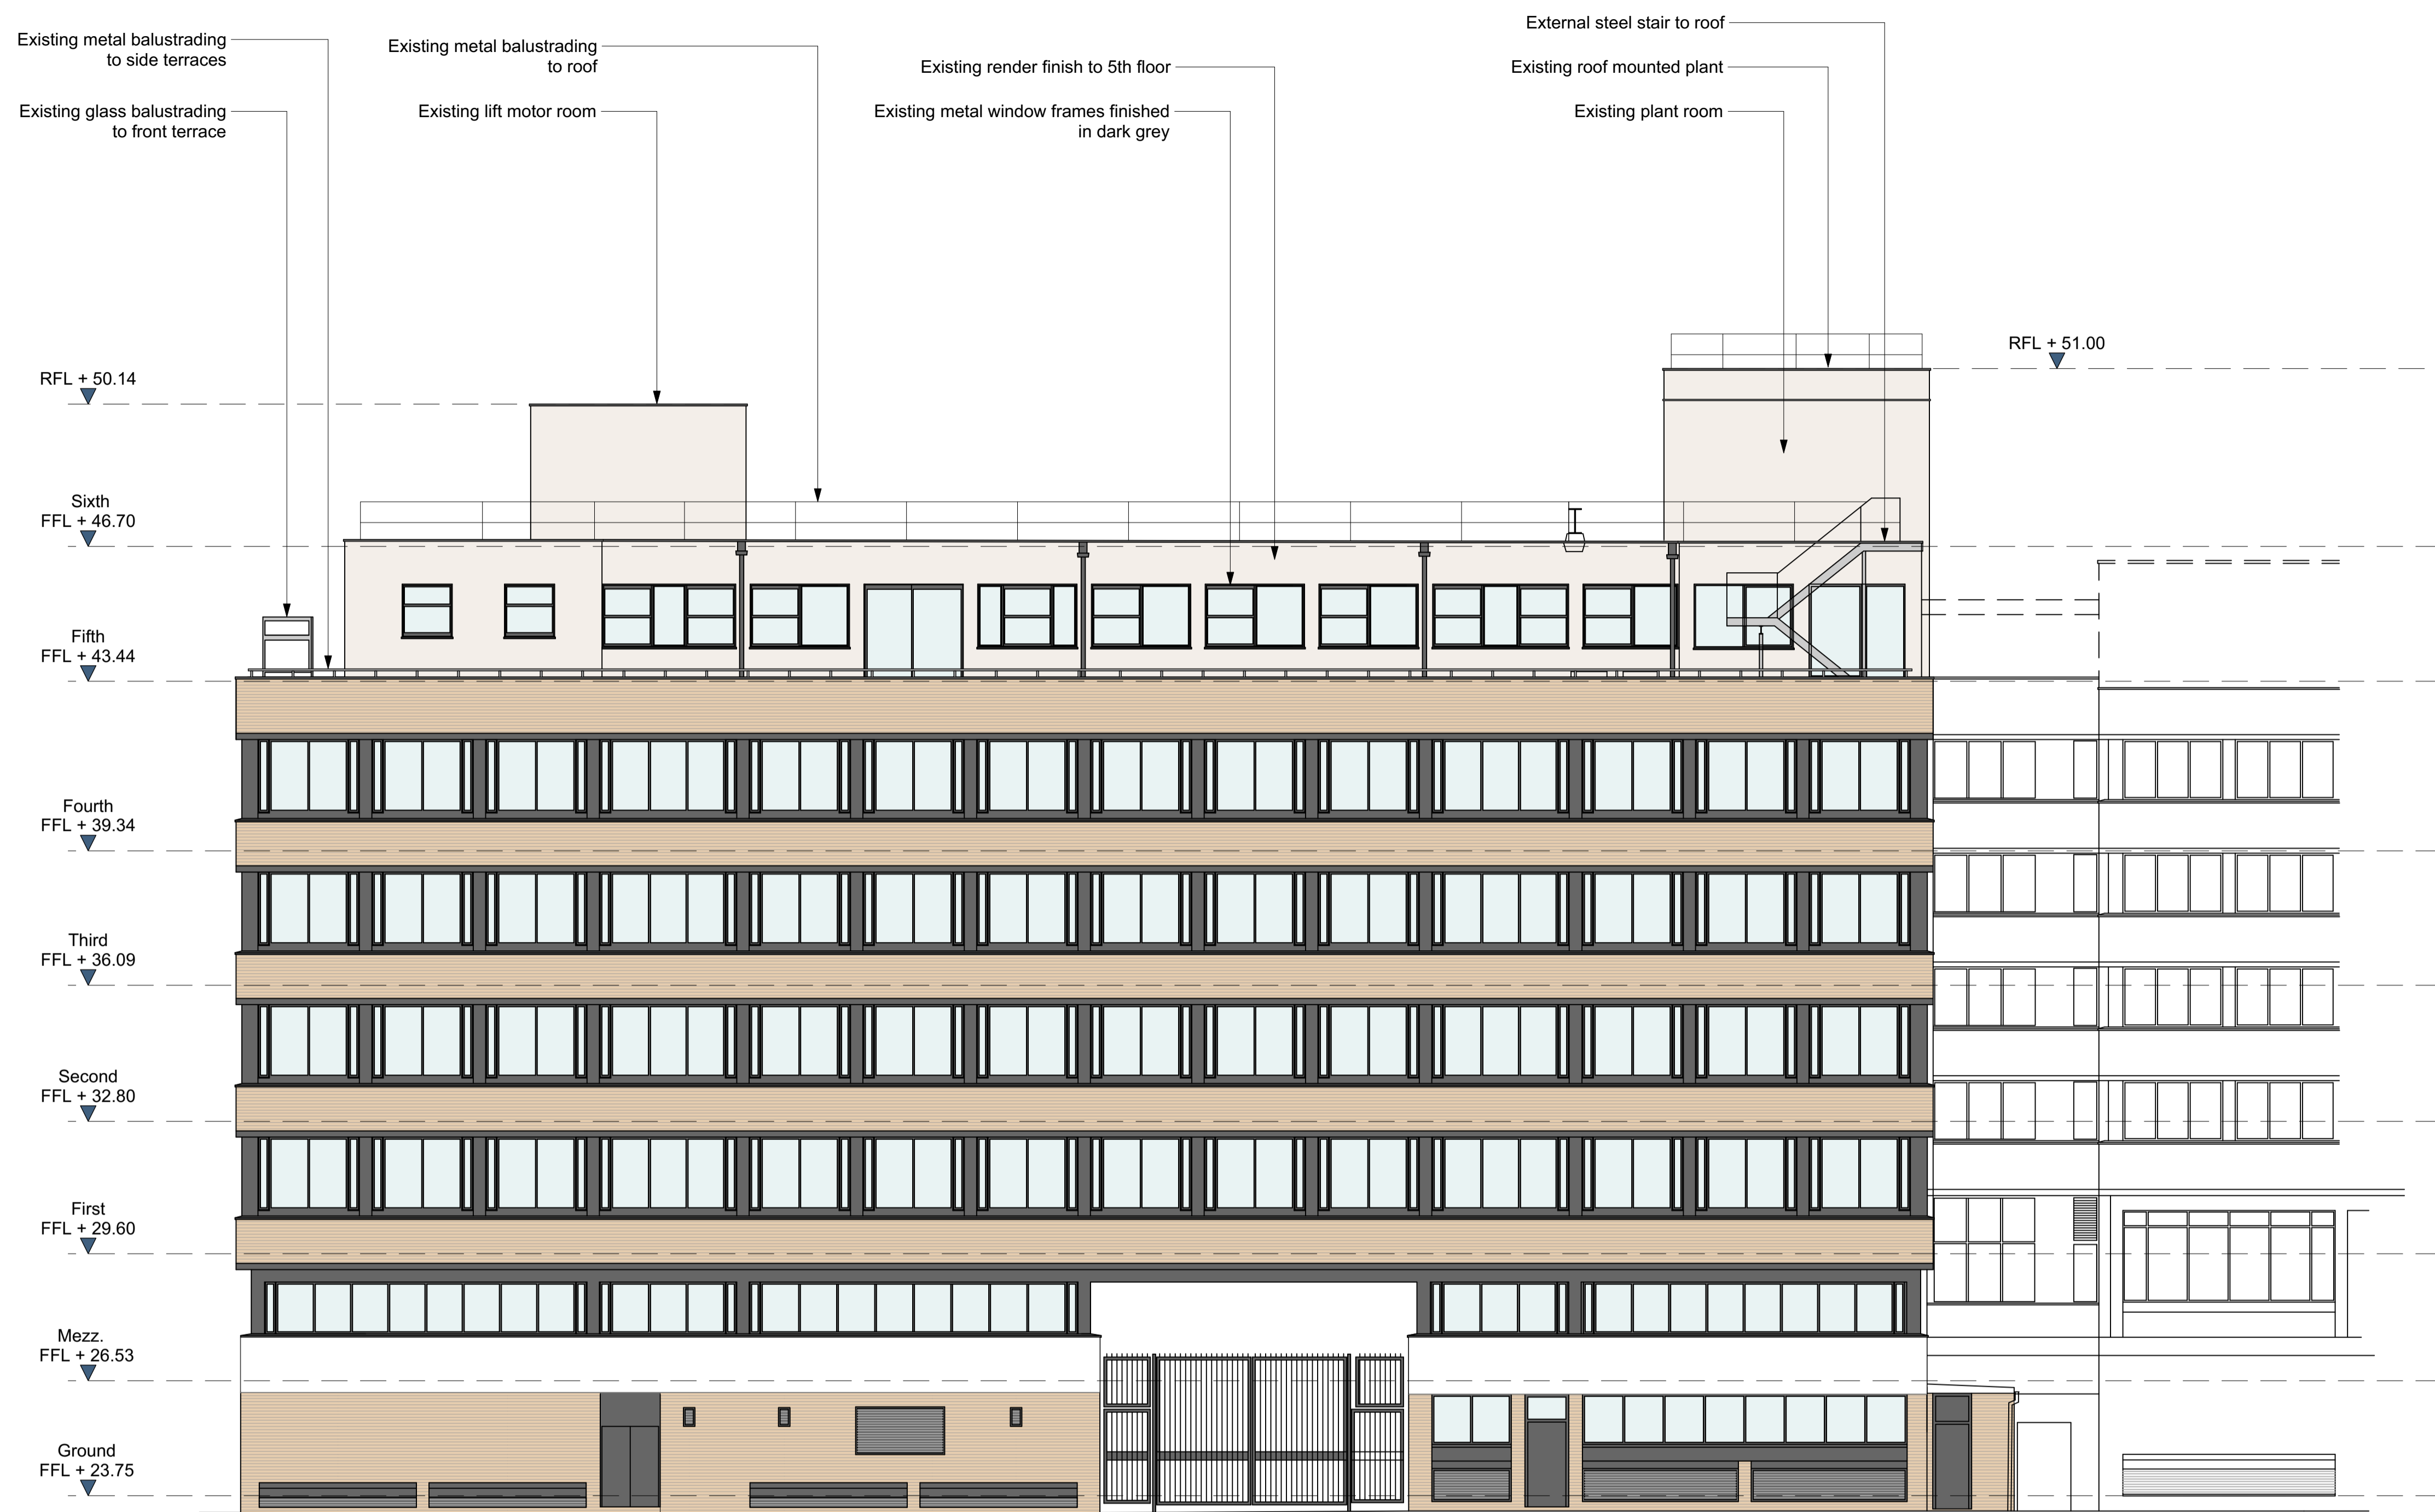 External steel stair to roof
Existing metal balustrading
to side terraces
Existing metal balustrading
to roof
Existing render finish to 5th floor
Existing roof mounted plant
Existing glass balustrading
to front terrace
Existing lift motor room
Existing metal window frames finished
in dark grey
Existing plant room
RFL + 51.00
RFL + 50.14
Sixth
FFL + 46.70
Fifth
FFL + 43.44
Fourth
FFL + 39.34
Third
FFL + 36.09
Second
FFL + 32.80
First
FFL + 29.60
Mezz.
FFL + 26.53
Ground
FFL + 23.75